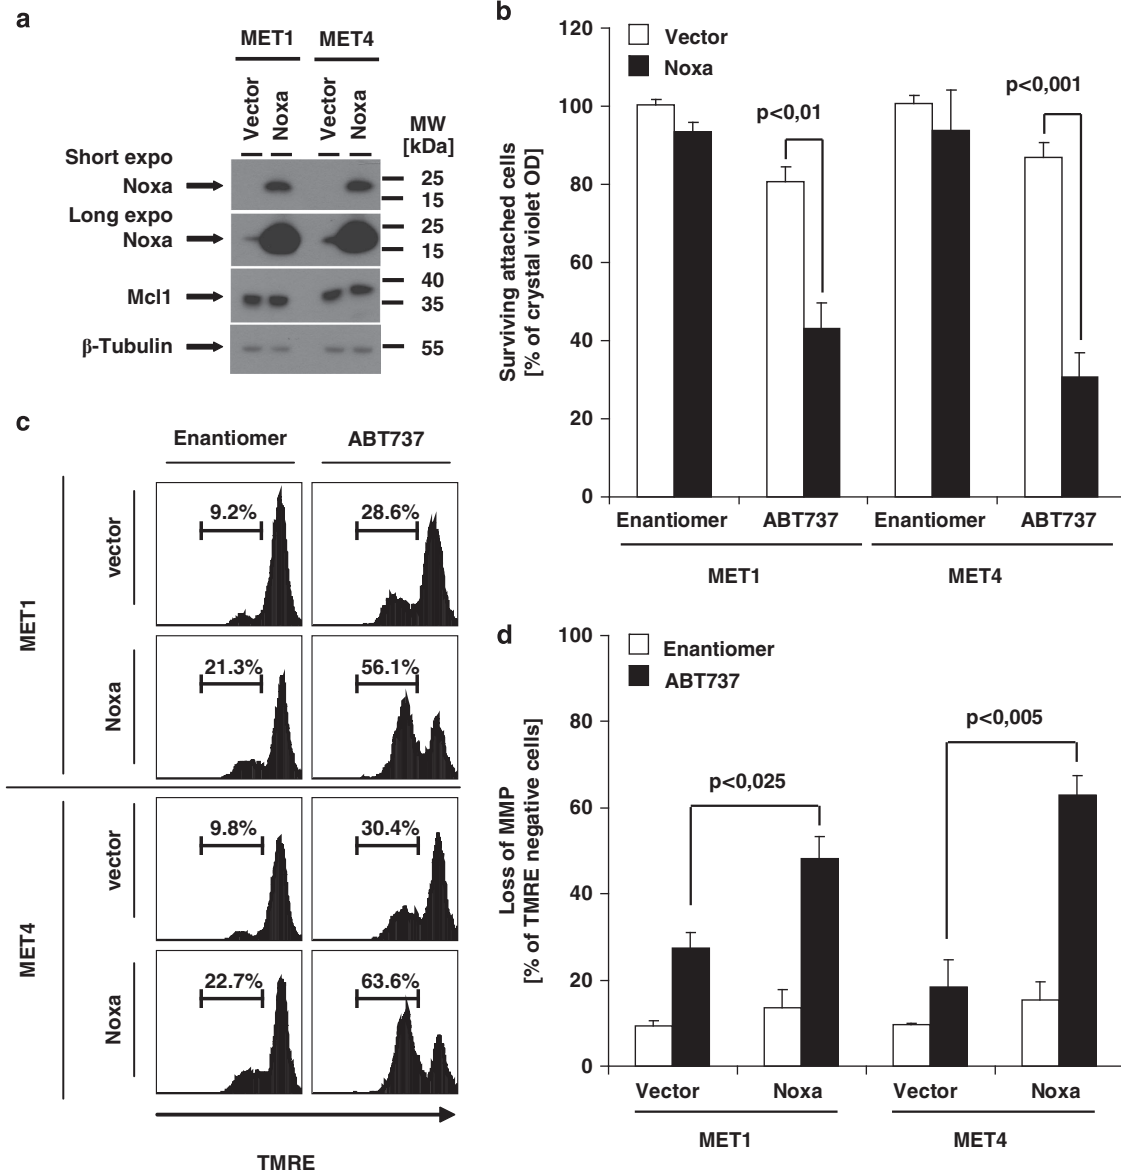 a
MET1 MET4
Vector Noxa Vector Noxa
MW
[kDa]
Short expo
Noxa
25
15
Long expo
Noxa
25
15
Mcl1
40
35
β-Tubulin
55
b
Vector
Noxa
120
100
80
60
40
20
0
Surviving attached cells
[% of crystal violet OD]
p<0,01
p<0,001
Enantiomer ABT737 Enantiomer ABT737
MET1 MET4
c
Enantiomer ABT737
MET1
vector
9.2% 28.6%
Noxa
21.3% 56.1%
MET4
vector
9.8% 30.4%
Noxa
22.7% 63.6%
TMRE
d
Enantiomer
ABT737
100
80
60
40
20
0
Loss of MMP
[% of TMRE negative cells]
p<0,025
p<0,005
Vector Noxa Vector Noxa
MET1 MET4